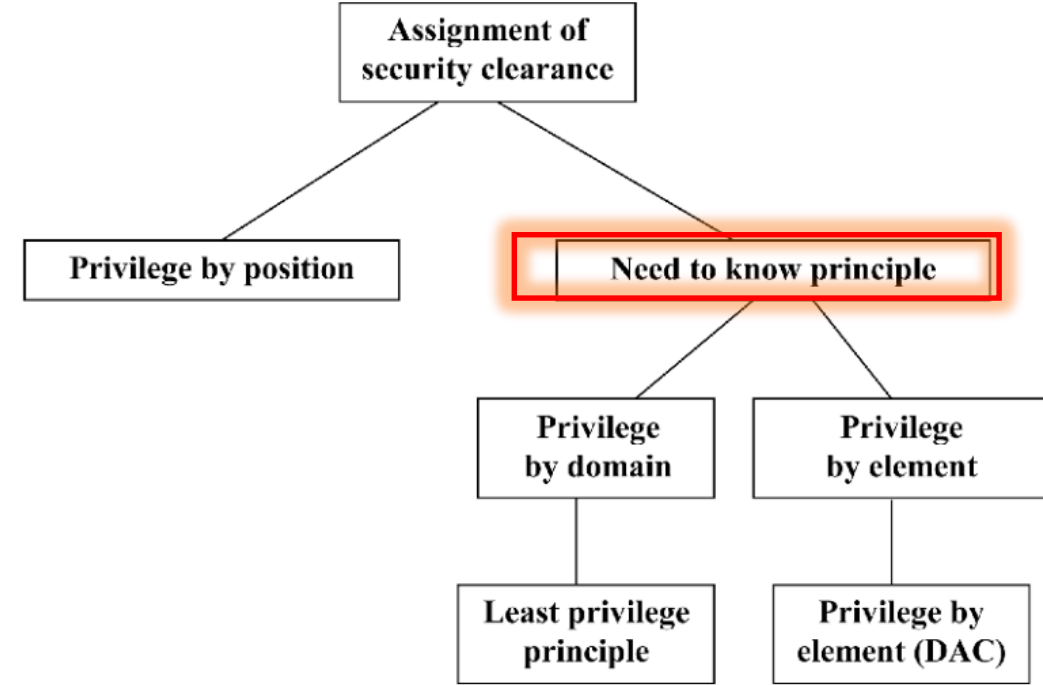 Assignment of
security clearance
Privilege by position
Need to know principle
Privilege
by domain
Privilege
by element
Least privilege
principle
Privilege by
element (DAC)